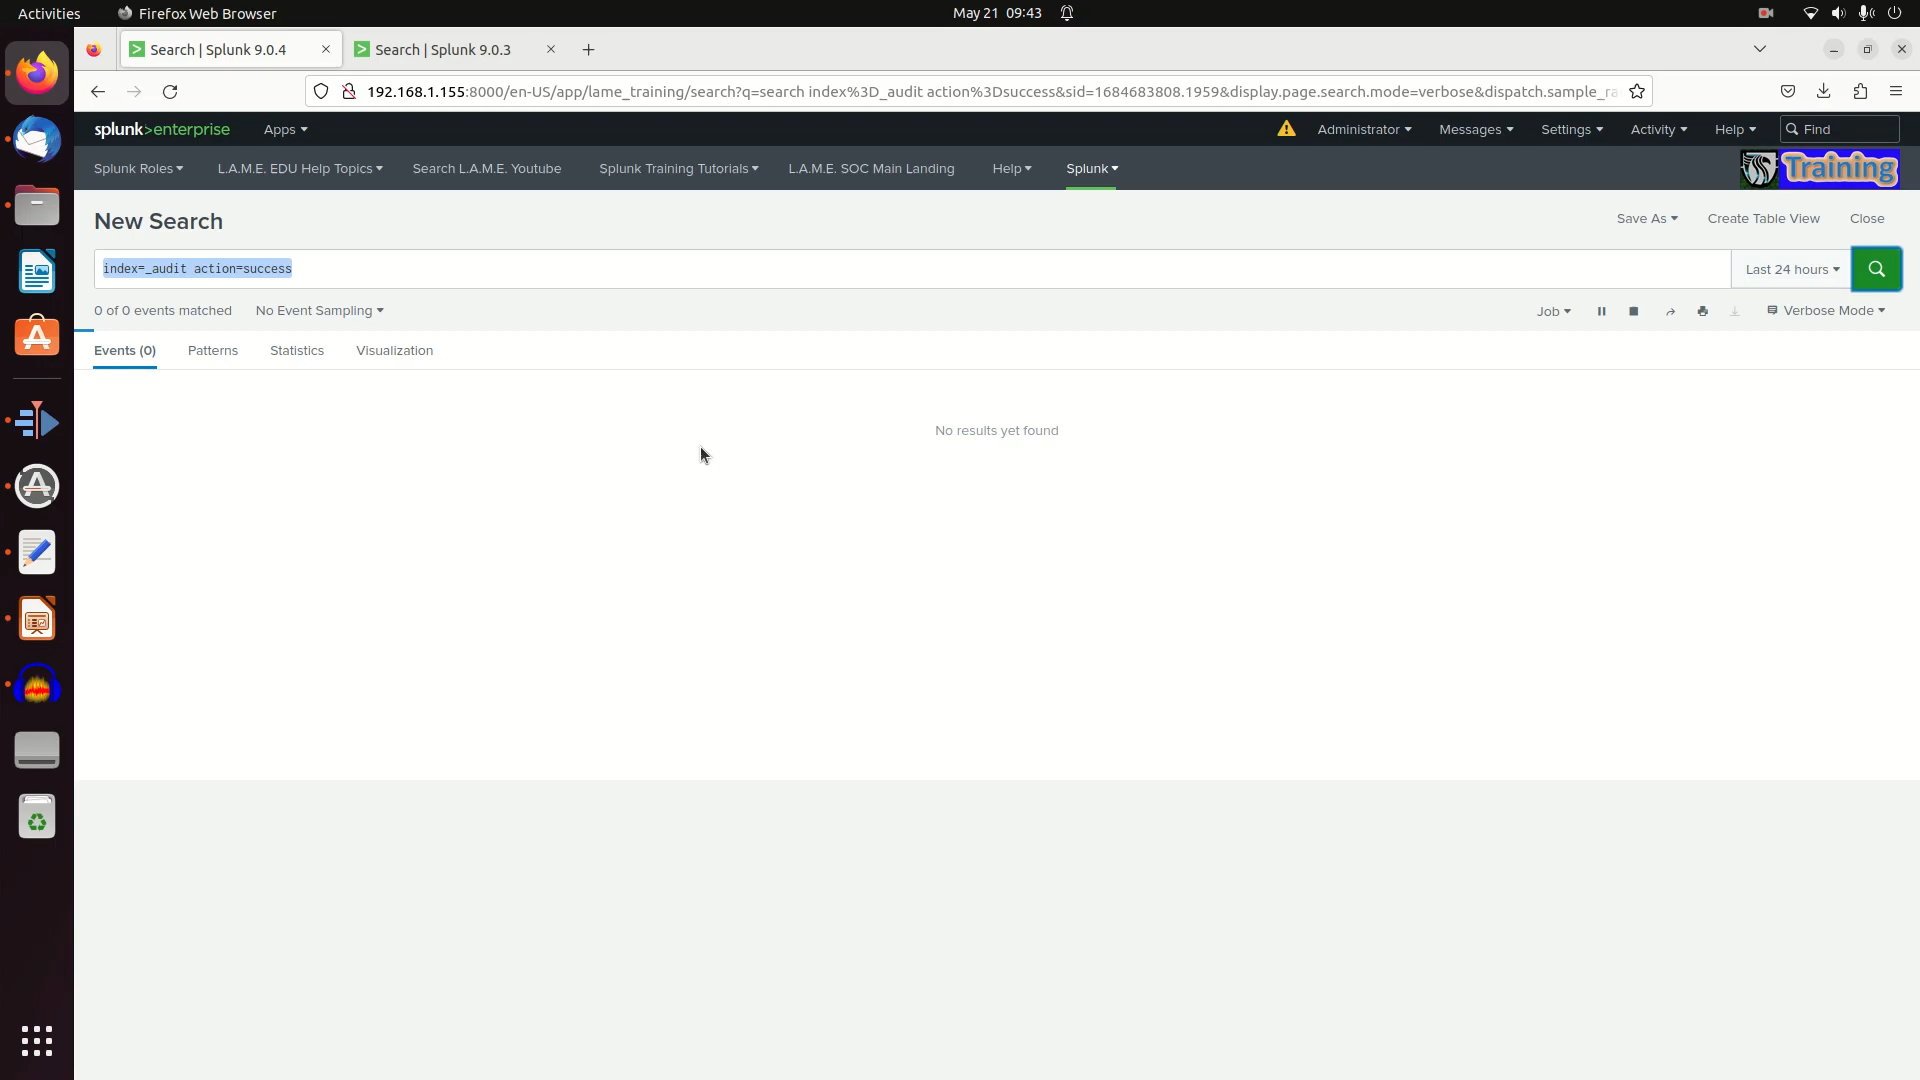 Activities Firefox Web Browser May 21 09:43
Search | Splunk 9.0.4 Search | Splunk 9.0.3
192.168.1.155:8000/en-US/app/lame_training/search?q=search index%3D_audit action%3Dsuccess&sid=1684683808.1959&display.page.search.mode=verbose&dispatch.sample_ra
splunk>enterprise Apps Administrator Messages Settings Activity Help Find
Splunk Roles L.A.M.E. EDU Help Topics Search L.A.M.E. Youtube Splunk Training Tutorials L.A.M.E. SOC Main Landing Help Splunk Training
New Search Save As Create Table View Close
index=_audit action=success Last 24 hours
0 of 0 events matched No Event Sampling Job Verbose Mode
Events (0) Patterns Statistics Visualization
No results yet found